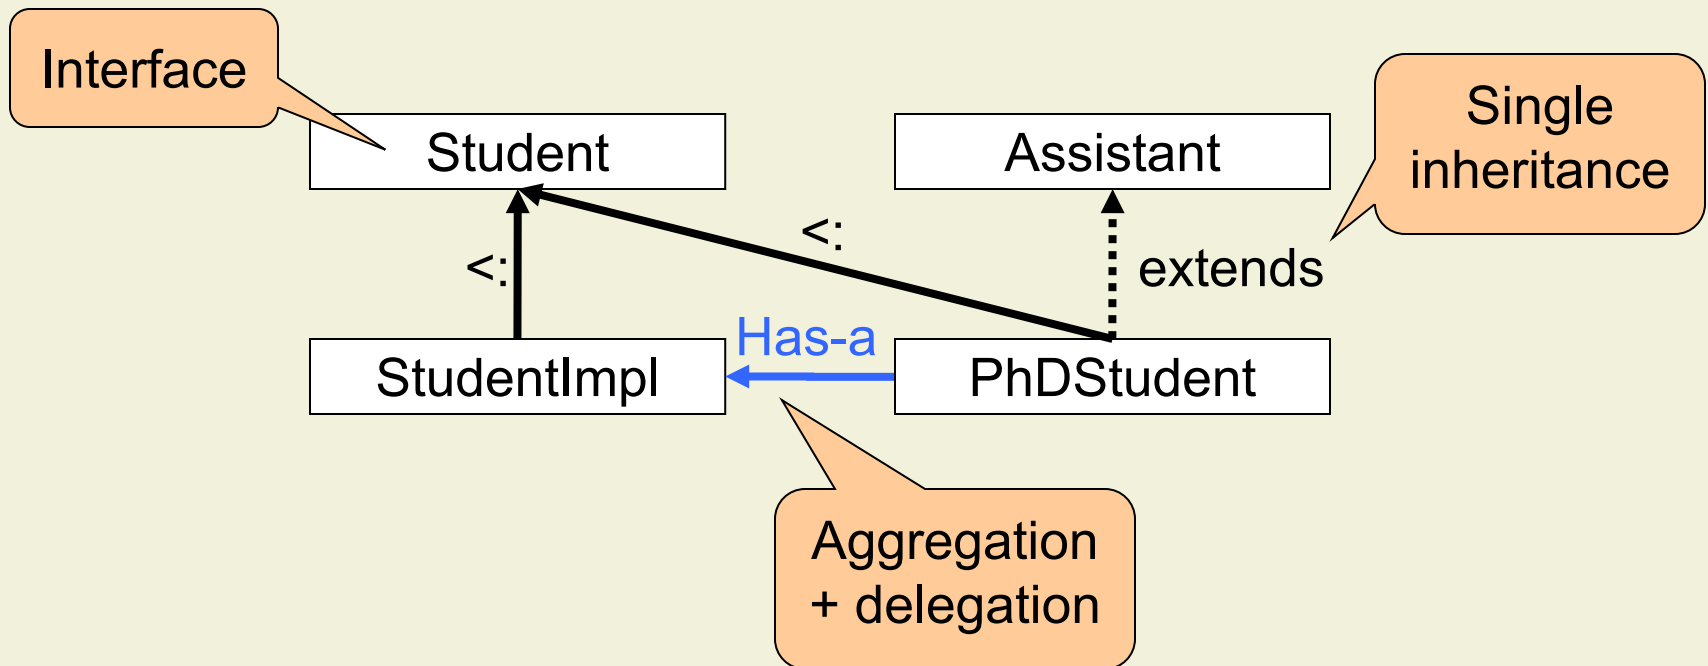 Interface
Student
Assistant
Single
inheritance
<:
<:
extends
Has-a
StudentImpl
PhDStudent
Aggregation
+ delegation